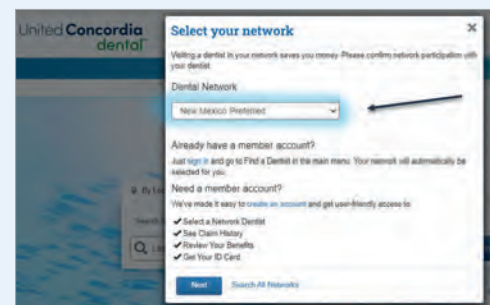 United Concordia
dental
Select your network
Visiting a dentist in your network saves you money. Please confirm network participation with
your dentist.
Dental Network
New Mexico Preferred
Already have a member account?
Just sign in and go to Find a Dentist in the main menu. Your network will automatically be
selected for you.
Need a member account?
We've made it easy to create an account and get user-friendly access to:
Select a Network Dentist
See Claim History
Review Your Benefits
Get Your ID Card
Next Search All Networks